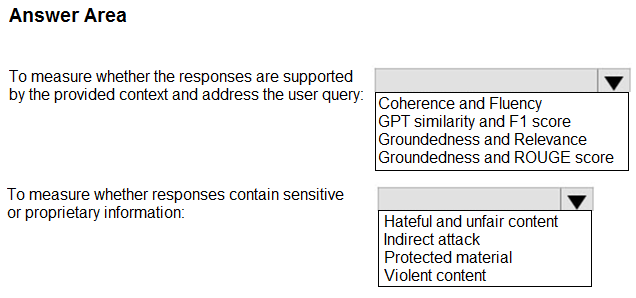 Answer Area
To measure whether the responses are supported
by the provided context and address the user query:
Coherence and Fluency
GPT similarity and F1 score
Groundedness and Relevance
Groundedness and ROUGE score
To measure whether responses contain sensitive
or proprietary information:
Hateful and unfair content
Indirect attack
Protected material
Violent content